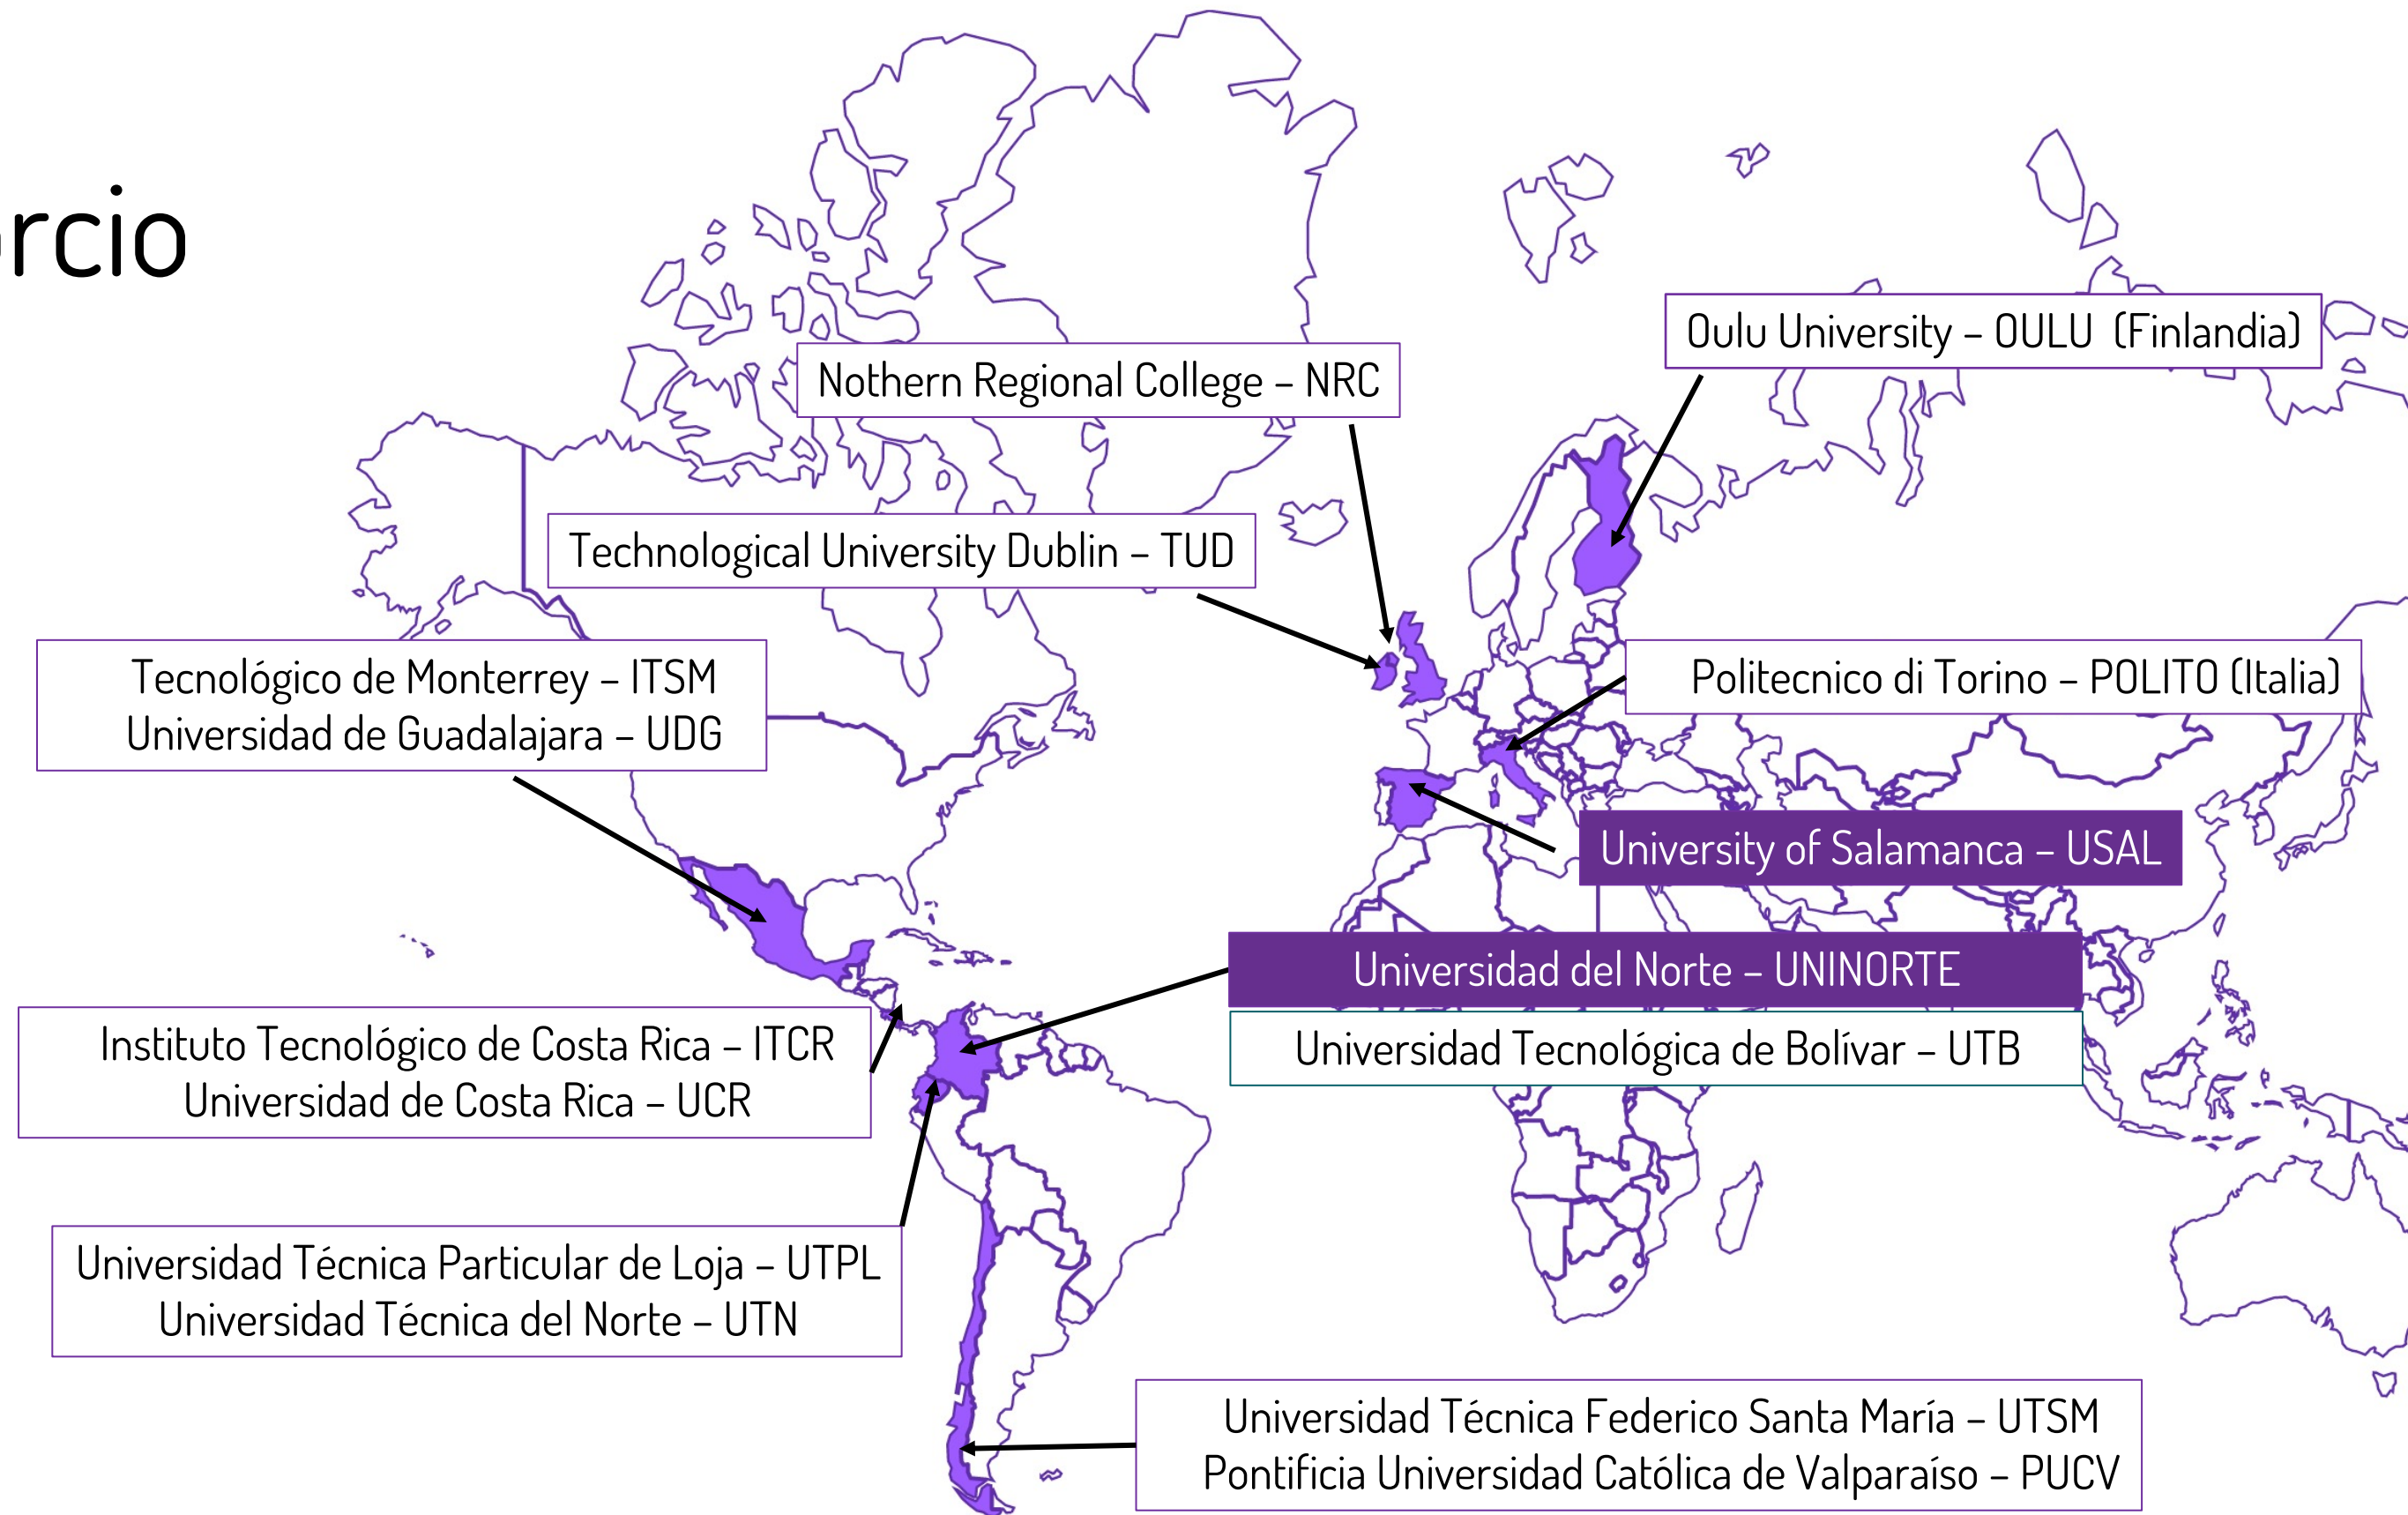 rcio
Oulu University – OULU (Finlandia)
Nothern Regional College – NRC
Technological University Dublin – TUD
Tecnológico de Monterrey – ITSM
Universidad de Guadalajara – UDG
Politecnico di Torino – POLITO (Italia)
University of Salamanca – USAL
Universidad del Norte – UNINORTE
Universidad Tecnológica de Bolívar – UTB
Instituto Tecnológico de Costa Rica – ITCR
Universidad de Costa Rica – UCR
Universidad Técnica Particular de Loja – UTPL
Universidad Técnica del Norte – UTN
Universidad Técnica Federico Santa María – UTSM
Pontificia Universidad Católica de Valparaíso – PUCV